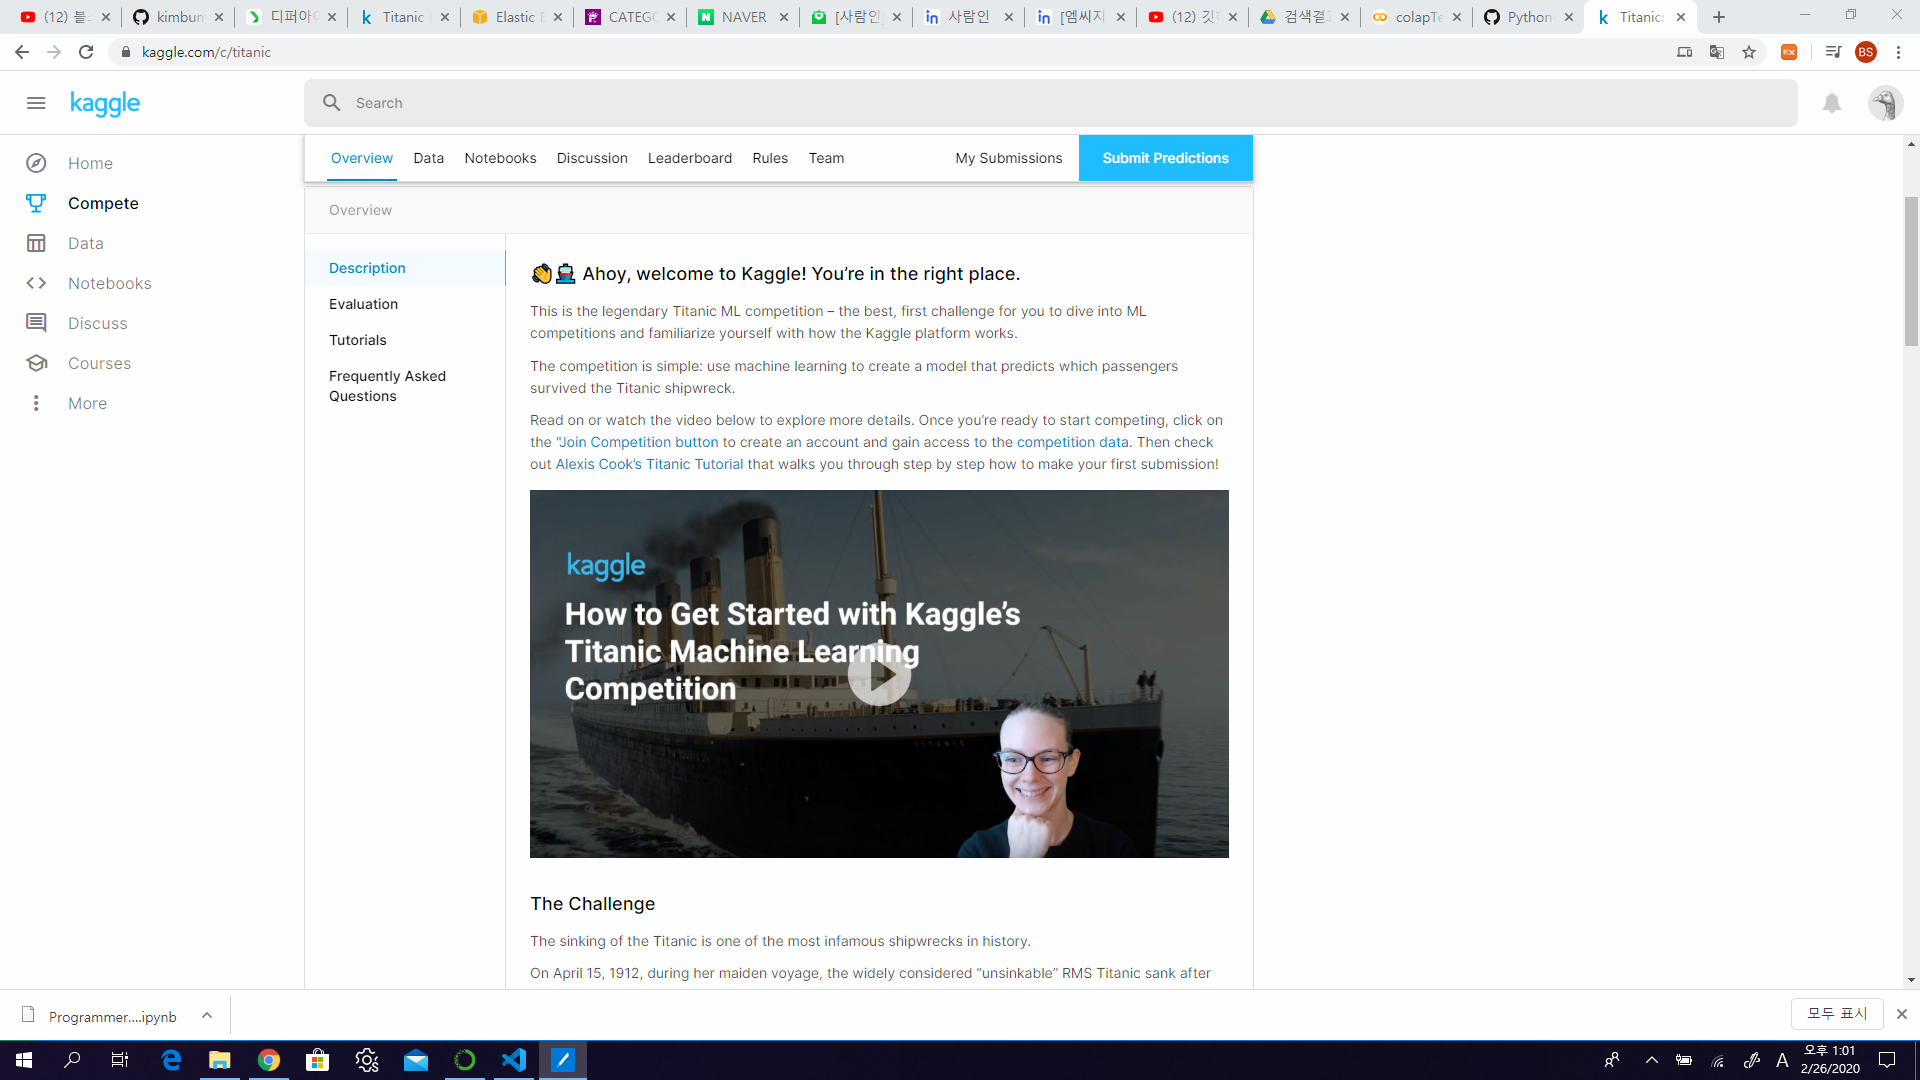 (12) 블
kimbum
디퍼아이
Titanic
Elastic B
CATEGO
NAVER
[사람인
사람인
[엠씨지
(12) 깃
검색결과
colapTe
Python
Titanic:
kaggle.com/c/titanic
BS
kaggle
Search
Home
Compete
Data
Notebooks
Discuss
Courses
More
Overview Data Notebooks Discussion Leaderboard Rules Team My Submissions Submit Predictions
Overview
Description
Evaluation
Tutorials
Frequently Asked
Questions
Ahoy, welcome to Kaggle! You’re in the right place.
This is the legendary Titanic ML competition – the best, first challenge for you to dive into ML
competitions and familiarize yourself with how the Kaggle platform works.
The competition is simple: use machine learning to create a model that predicts which passengers
survived the Titanic shipwreck.
Read on or watch the video below to explore more details. Once you’re ready to start competing, click on
the "Join Competition button to create an account and gain access to the competition data. Then check
out Alexis Cook’s Titanic Tutorial that walks you through step by step how to make your first submission!
kaggle
How to Get Started with Kaggle’s
Titanic Machine Learning
Competition
TITANIC
The Challenge
The sinking of the Titanic is one of the most infamous shipwrecks in history.
On April 15, 1912, during her maiden voyage, the widely considered “unsinkable” RMS Titanic sank after
Programmer....ipynb
모두 표시
A
오후 1:01
2/26/2020